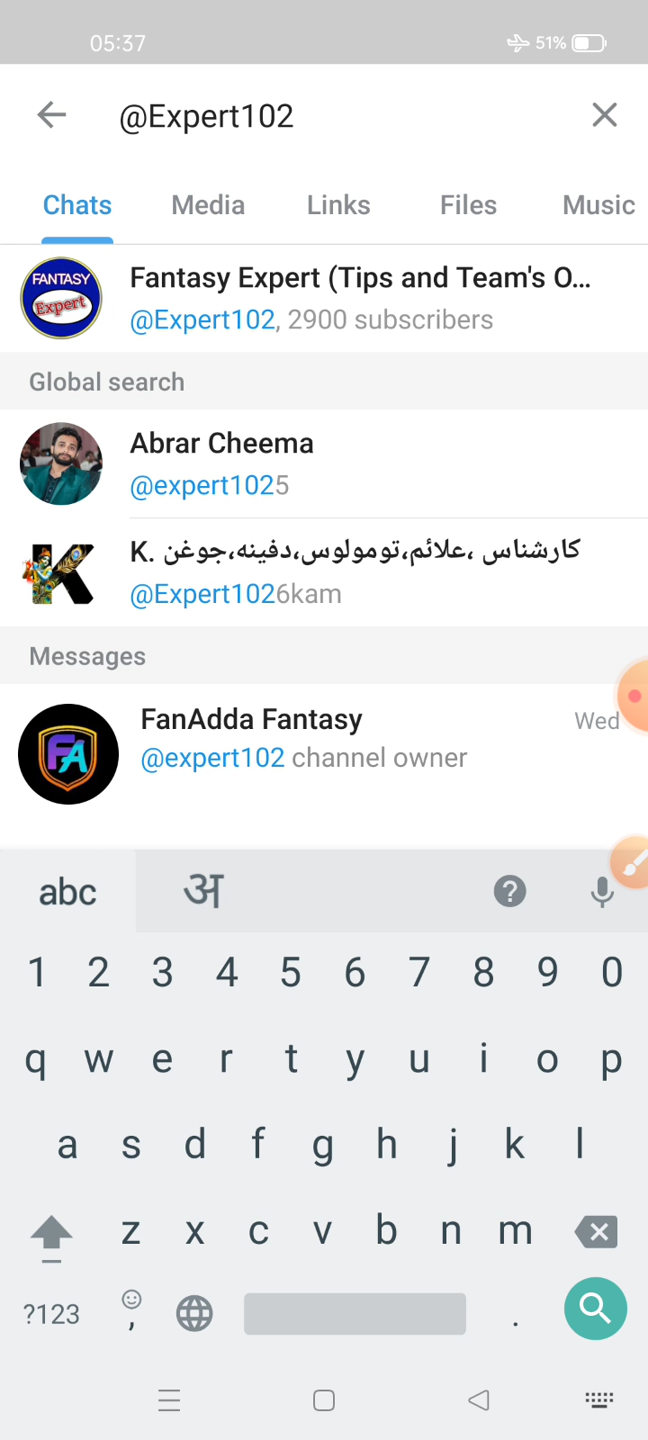 05:37
51%
@Expert102
Chats Media Links Files Music
FANTASY
Expert
Fantasy Expert (Tips and Team's O...
@Expert102, 2900 subscribers
Global search
Abrar Cheema
@expert1025
K. کارشناس ،علائم،تومولوس،دفینه،جوغن
@Expert1026kam
Messages
FA
FanAdda Fantasy
Wed
@expert102 channel owner
abc अ ?
1 2 3 4 5 6 7 8 9 0
q w e r t y u i o p
a s d f g h j k l
z x c v b n m
?123 , .